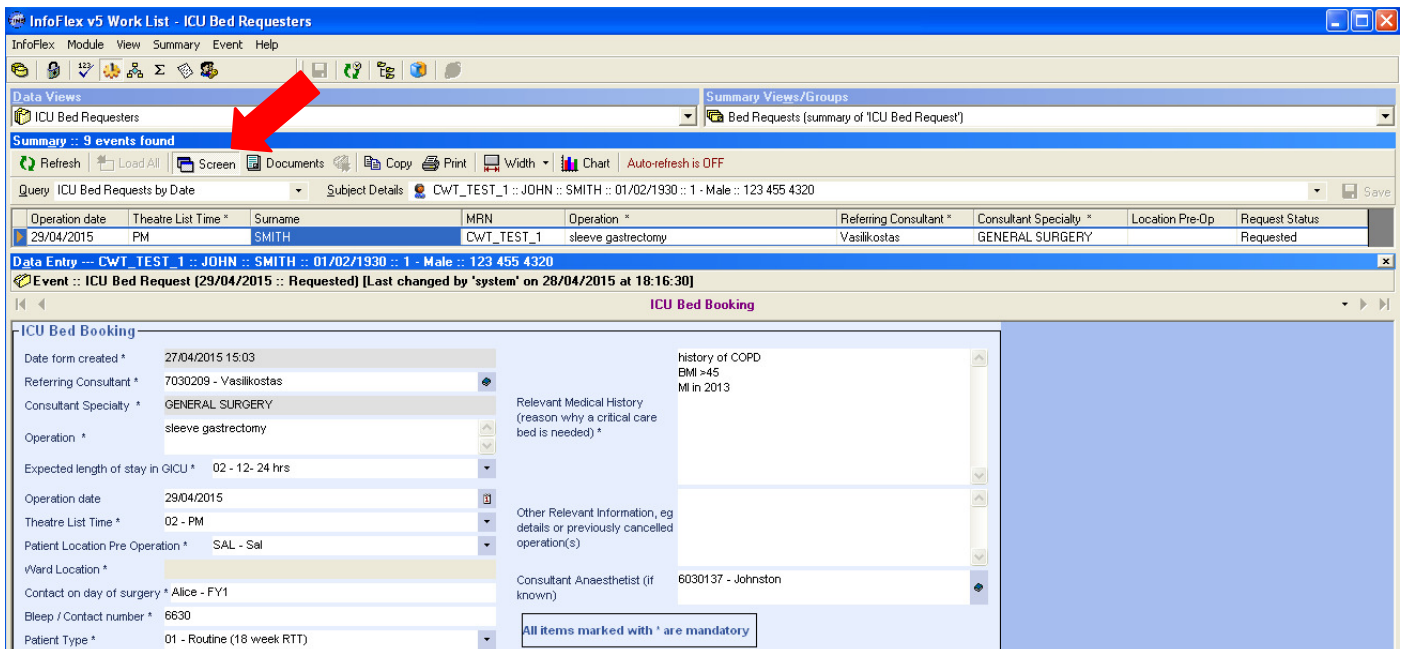 InfoFlex v5 Work List - ICU Bed Requesters
InfoFlex Module View Summary Event Help
Data Views Summary Views/Groups
ICU Bed Requesters Bed Requests (summary of 'ICU Bed Request')
Summary :: 9 events found
Refresh Load All Screen Documents Copy Print Width Chart Auto-refresh is OFF
Query ICU Bed Requests by Date Subject Details CWT_TEST_1 :: JOHN :: SMITH :: 01/02/1930 :: 1 - Male :: 123 455 4320 Save
Operation date Theatre List Time * Surname MRN Operation * Referring Consultant * Consultant Specialty * Location Pre-Op Request Status
29/04/2015 PM SMITH CWT_TEST_1 sleeve gastrectomy Vasilikostas GENERAL SURGERY Requested
Data Entry --- CWT_TEST_1 :: JOHN :: SMITH :: 01/02/1930 :: 1 - Male :: 123 455 4320
Event :: ICU Bed Request (29/04/2015 :: Requested) [Last changed by 'system' on 28/04/2015 at 18:16:30]
ICU Bed Booking
ICU Bed Booking
Date form created * 27/04/2015 15:03
Referring Consultant * 7030209 - Vasilikostas
Consultant Specialty * GENERAL SURGERY
Operation * sleeve gastrectomy
Expected length of stay in GICU * 02 - 12- 24 hrs
Operation date 29/04/2015
Theatre List Time * 02 - PM
Patient Location Pre Operation * SAL - Sal
Ward Location *
Contact on day of surgery * Alice - FY1
Bleep / Contact number * 6630
Patient Type * 01 - Routine (18 week RTT)
Relevant Medical History
(reason why a critical care
bed is needed) *
history of COPD
BMI >45
MI in 2013
Other Relevant Information, eg
details or previously cancelled
operation(s)
Consultant Anaesthetist (if
known)
6030137 - Johnston
All items marked with * are mandatory